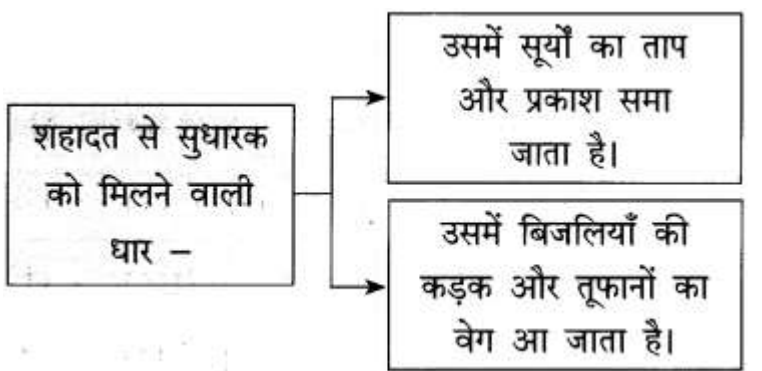 शहादत से सुधारक
को मिलने वाली
धार –
उसमें सूर्यों का ताप
और प्रकाश समा
जाता है।
उसमें बिजलियाँ की
कड़क और तूफानों का
वेग आ जाता है।